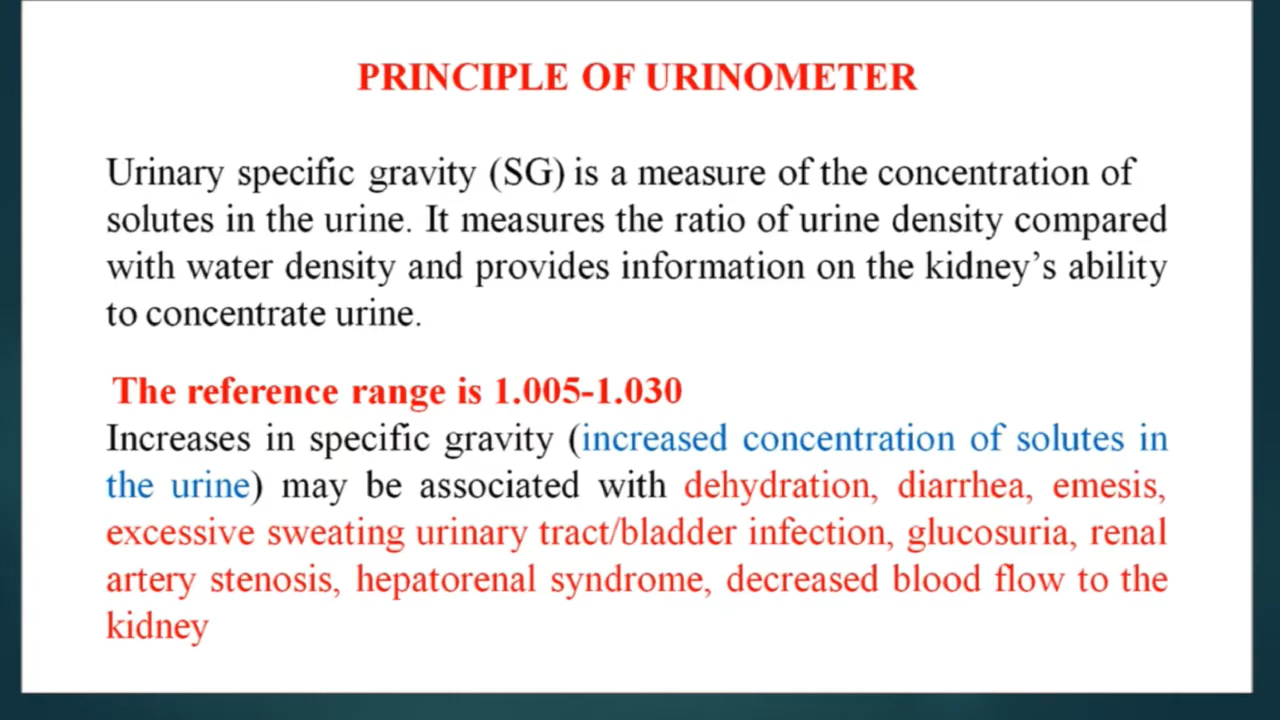 PRINCIPLE OF URINOMETER
Urinary specific gravity (SG) is a measure of the concentration of
solutes in the urine. It measures the ratio of urine density compared
with water density and provides information on the kidney’s ability
to concentrate urine.
The reference range is 1.005-1.030
Increases in specific gravity (increased concentration of solutes in
the urine) may be associated with dehydration, diarrhea, emesis,
excessive sweating urinary tract/bladder infection, glucosuria, renal
artery stenosis, hepatorenal syndrome, decreased blood flow to the
kidney